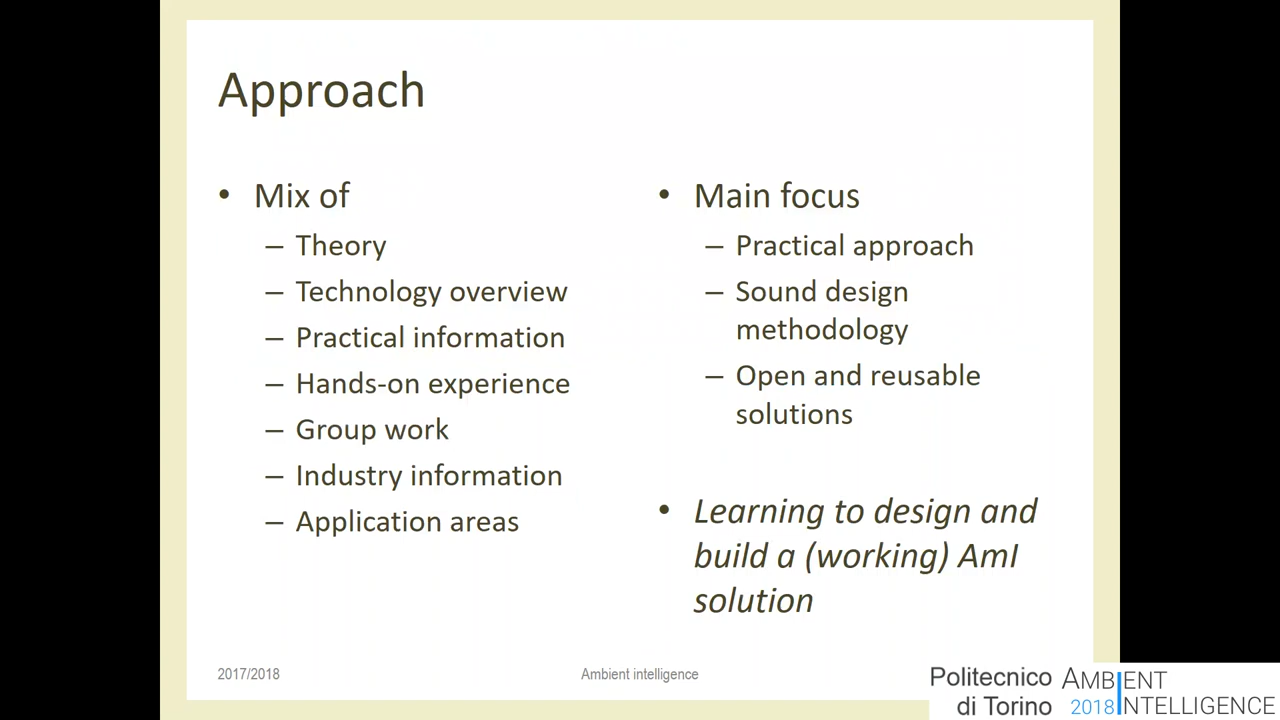 Approach
• Mix of
– Theory
– Technology overview
– Practical information
– Hands-on experience
– Group work
– Industry information
– Application areas
• Main focus
– Practical approach
– Sound design
methodology
– Open and reusable
solutions
• Learning to design and
build a (working) AmI
solution
2017/2018
Ambient intelligence
Politecnico
di Torino
AMBIENT
2018 INTELLIGENCE